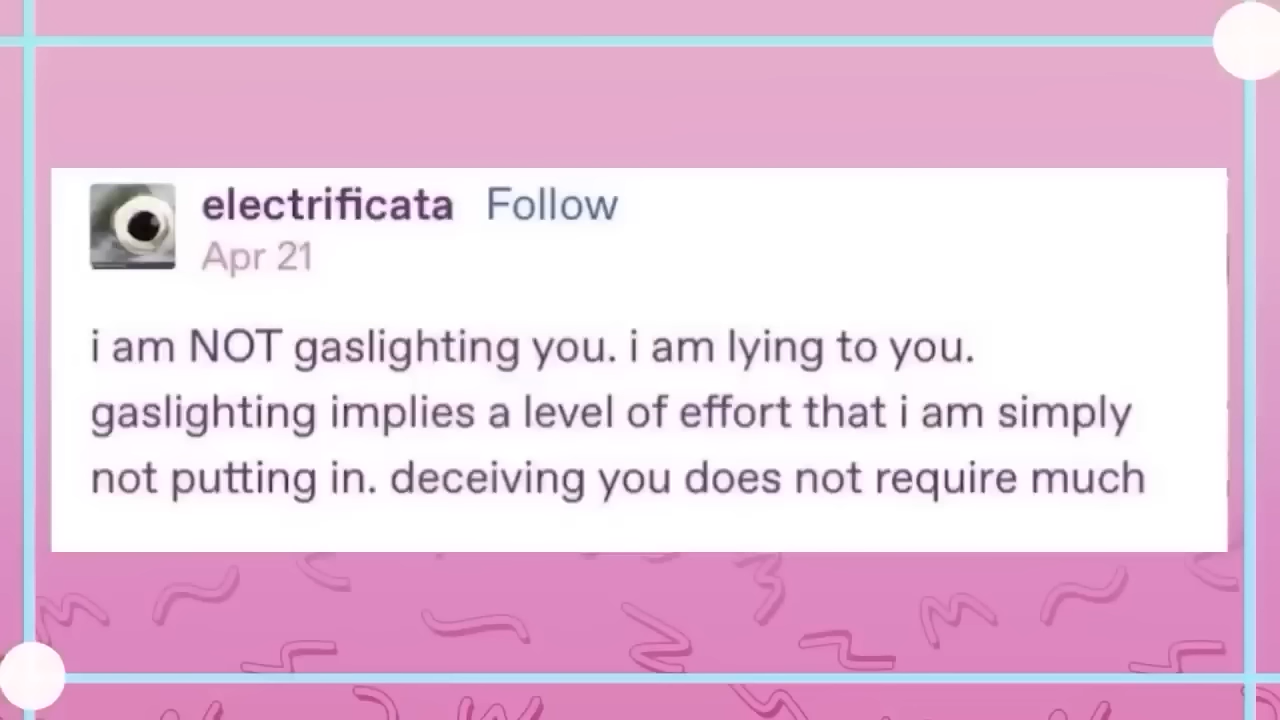 electrificata Follow
Apr 21
i am NOT gaslighting you. i am lying to you.
gaslighting implies a level of effort that i am simply
not putting in. deceiving you does not require much